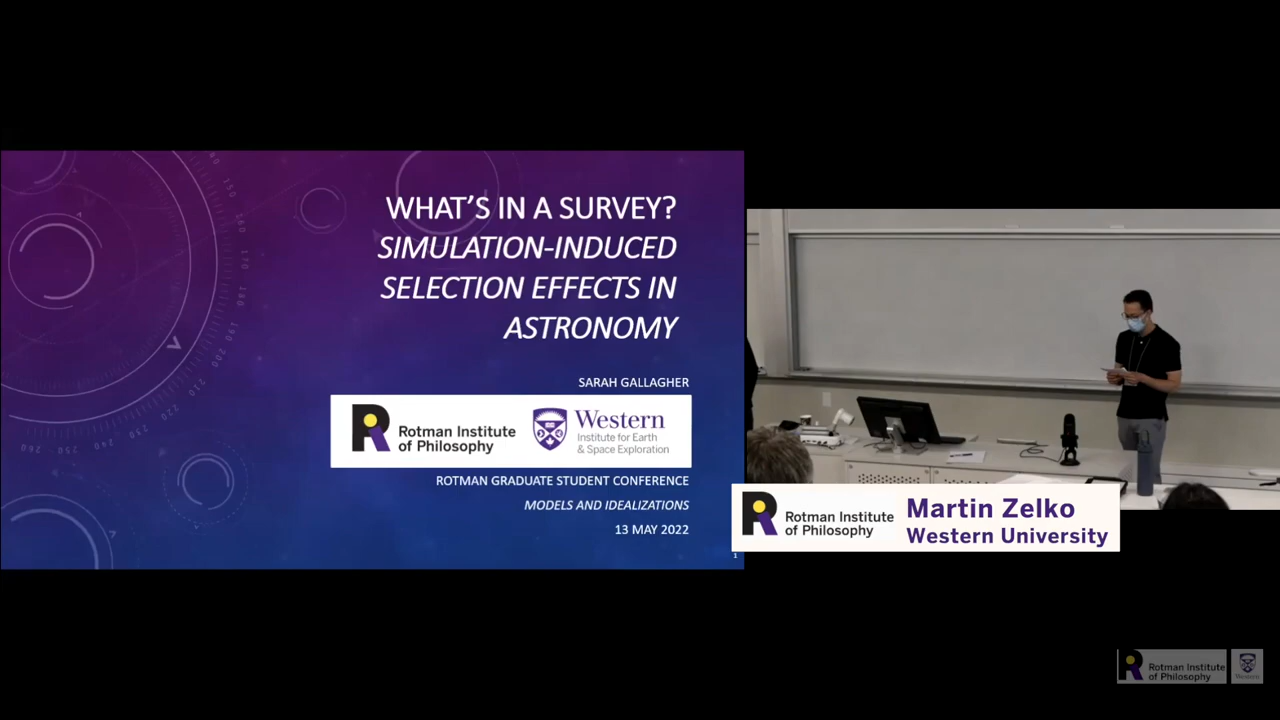 WHAT'S IN A SURVEY?
SIMULATION-INDUCED
SELECTION EFFECTS IN
ASTRONOMY
SARAH GALLAGHER
Rotman Institute
of Philosophy
Western
Institute for Earth
& Space Exploration
ROTMAN GRADUATE STUDENT CONFERENCE
MODELS AND IDEALIZATIONS
13 MAY 2022
1
Rotman Institute
of Philosophy
Martin Zelko
Western University
Rotman Institute
of Philosophy
Western